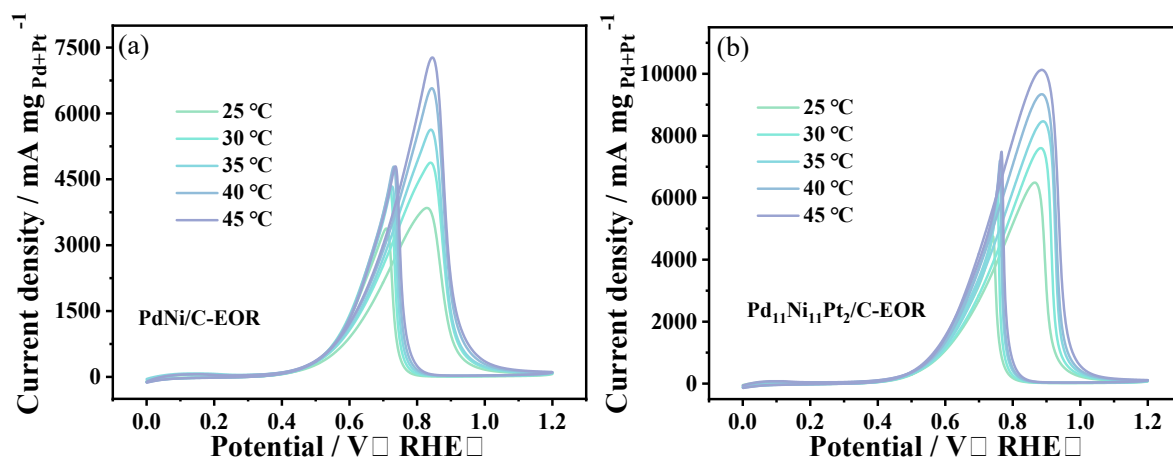 (a)
Current density / mA mg Pd+Pt⁻¹
7500
6000
4500
3000
1500
0
25 °C
30 °C
35 °C
40 °C
45 °C
PdNi/C-EOR
0.0 0.2 0.4 0.6 0.8 1.0 1.2
Potential / V□ RHE□
(b)
Current density / mA mg Pd+Pt⁻¹
10000
8000
6000
4000
2000
0
25 °C
30 °C
35 °C
40 °C
45 °C
Pd₁₁Ni₁₁Pt₂/C-EOR
0.0 0.2 0.4 0.6 0.8 1.0 1.2
Potential / V□ RHE□